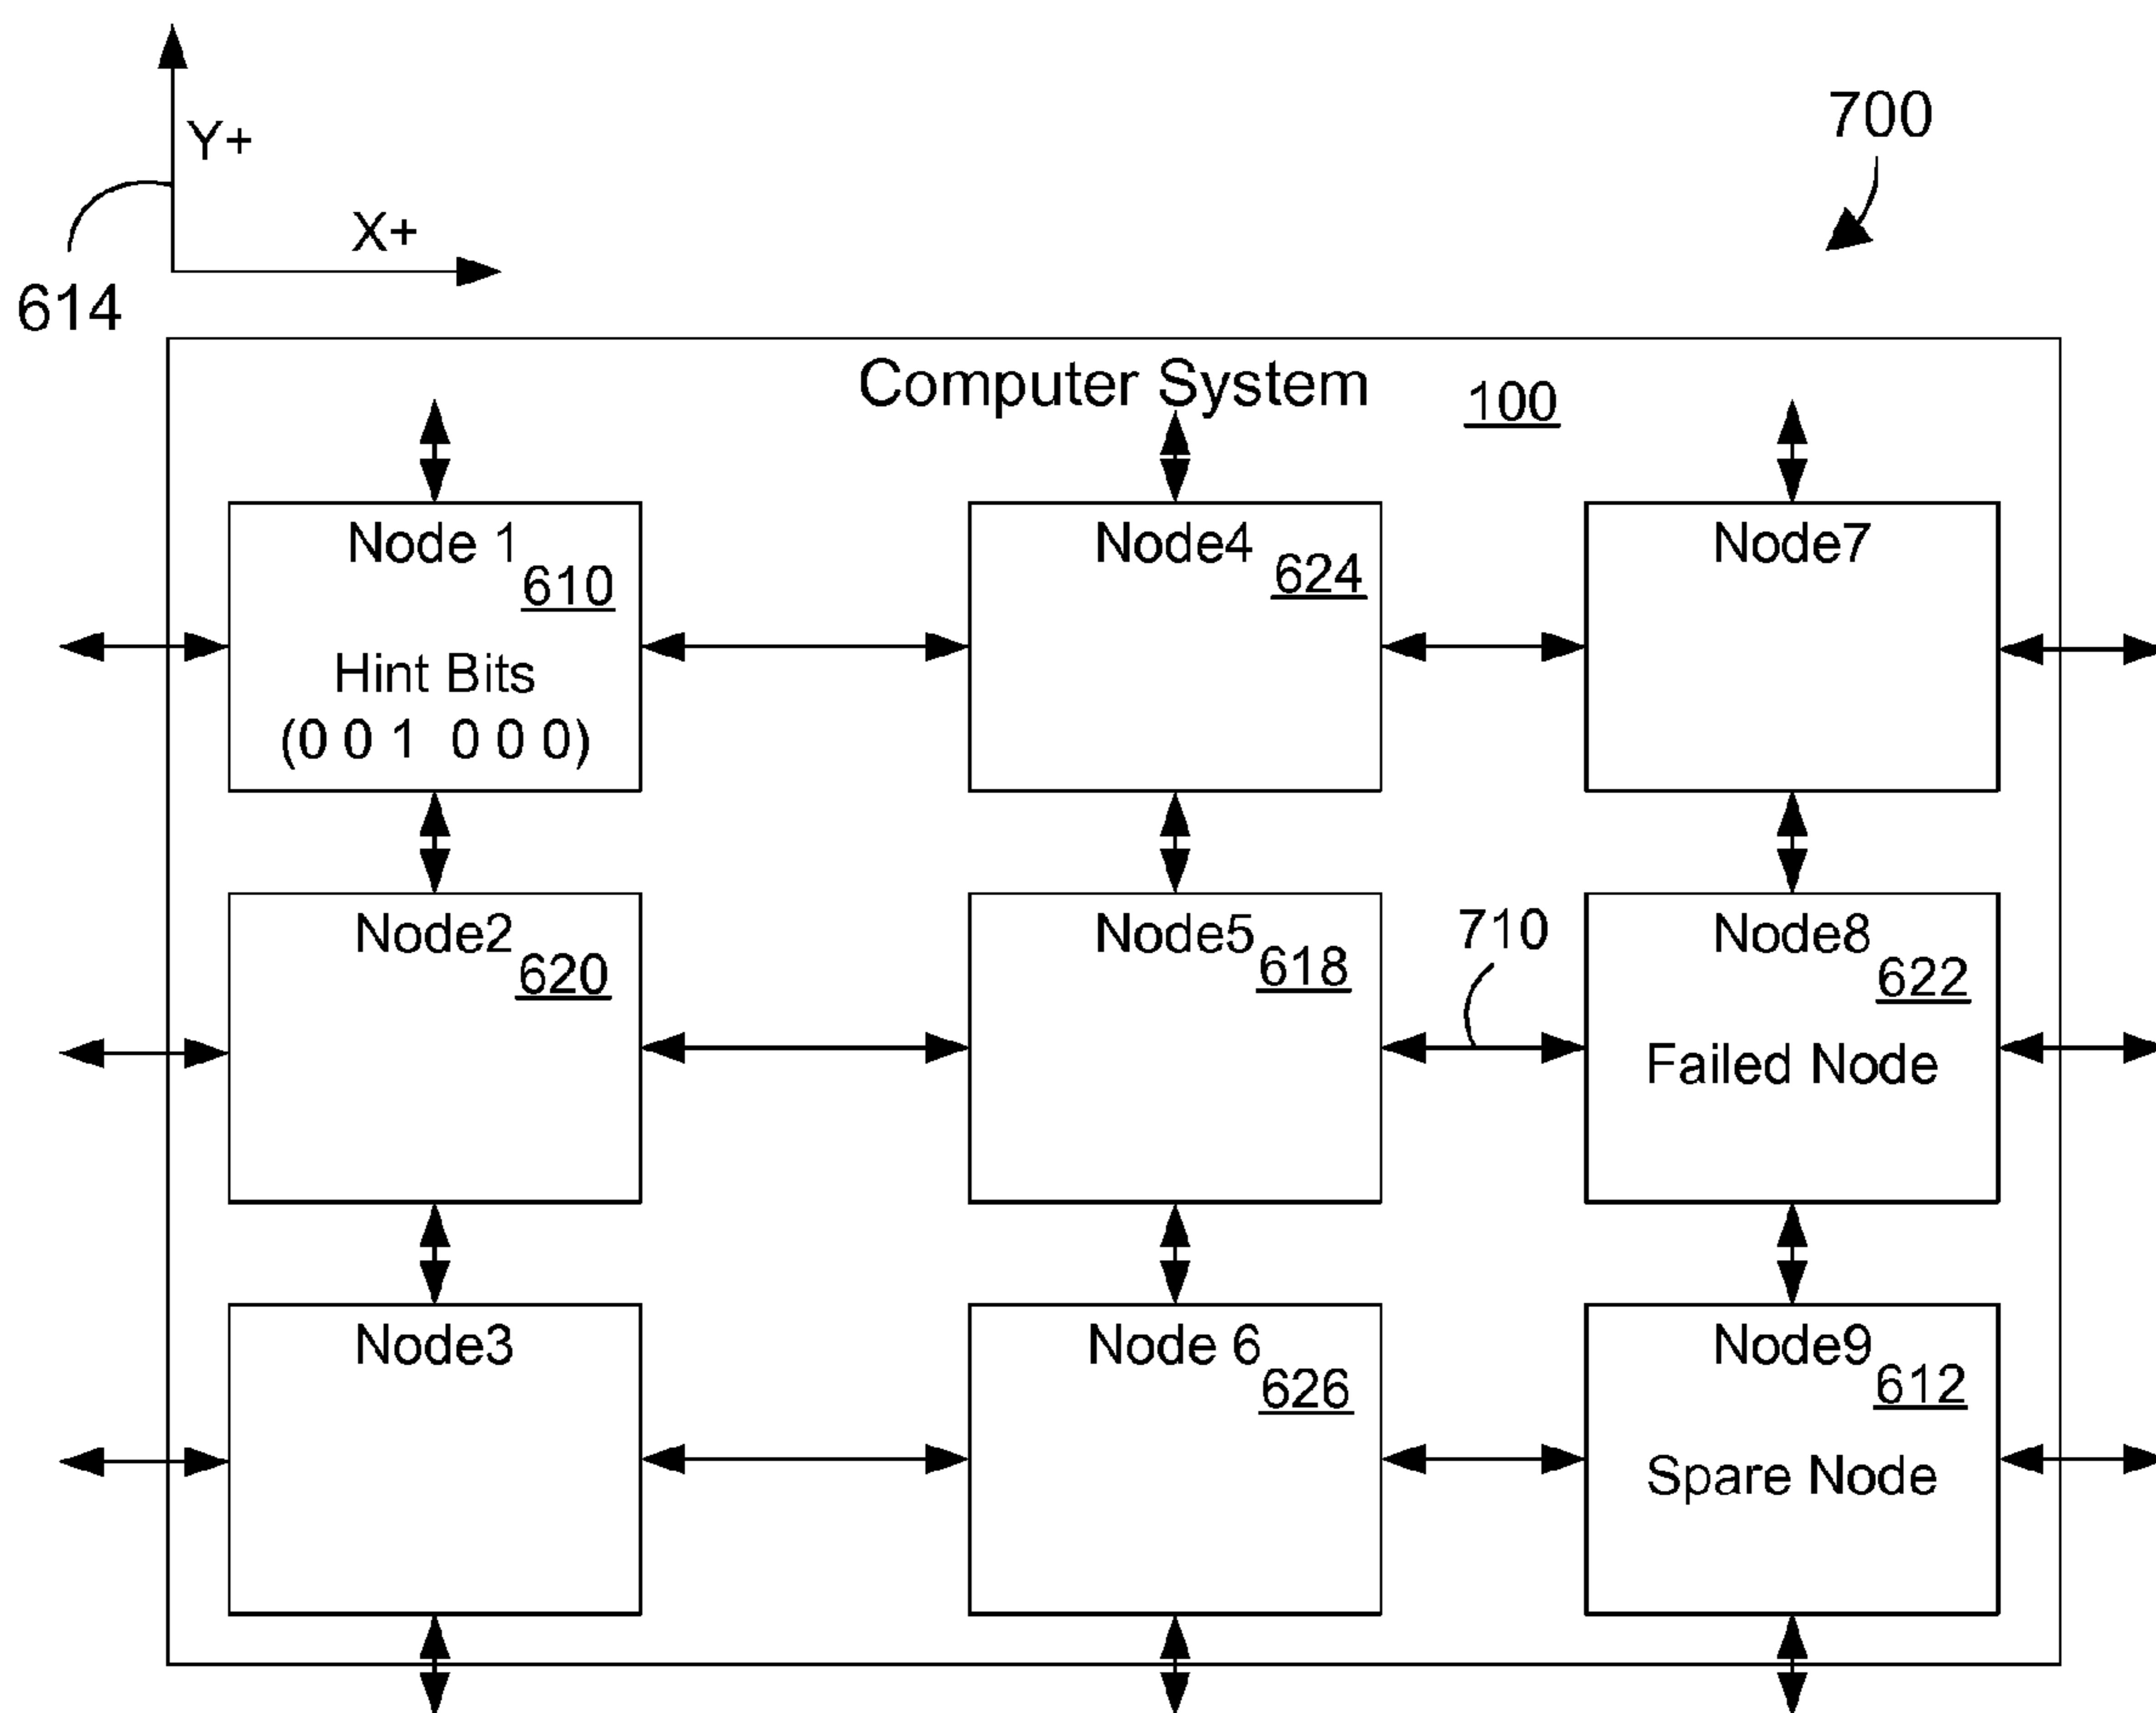 Y+
700
X+
614
Computer System
100
Node 1
610
Hint Bits
(0 0 1 0 0 0)
Node4
624
Node7
Node2
620
Node5
618
710
Node8
622
Failed Node
Node3
Node 6
626
Node9
612
Spare Node